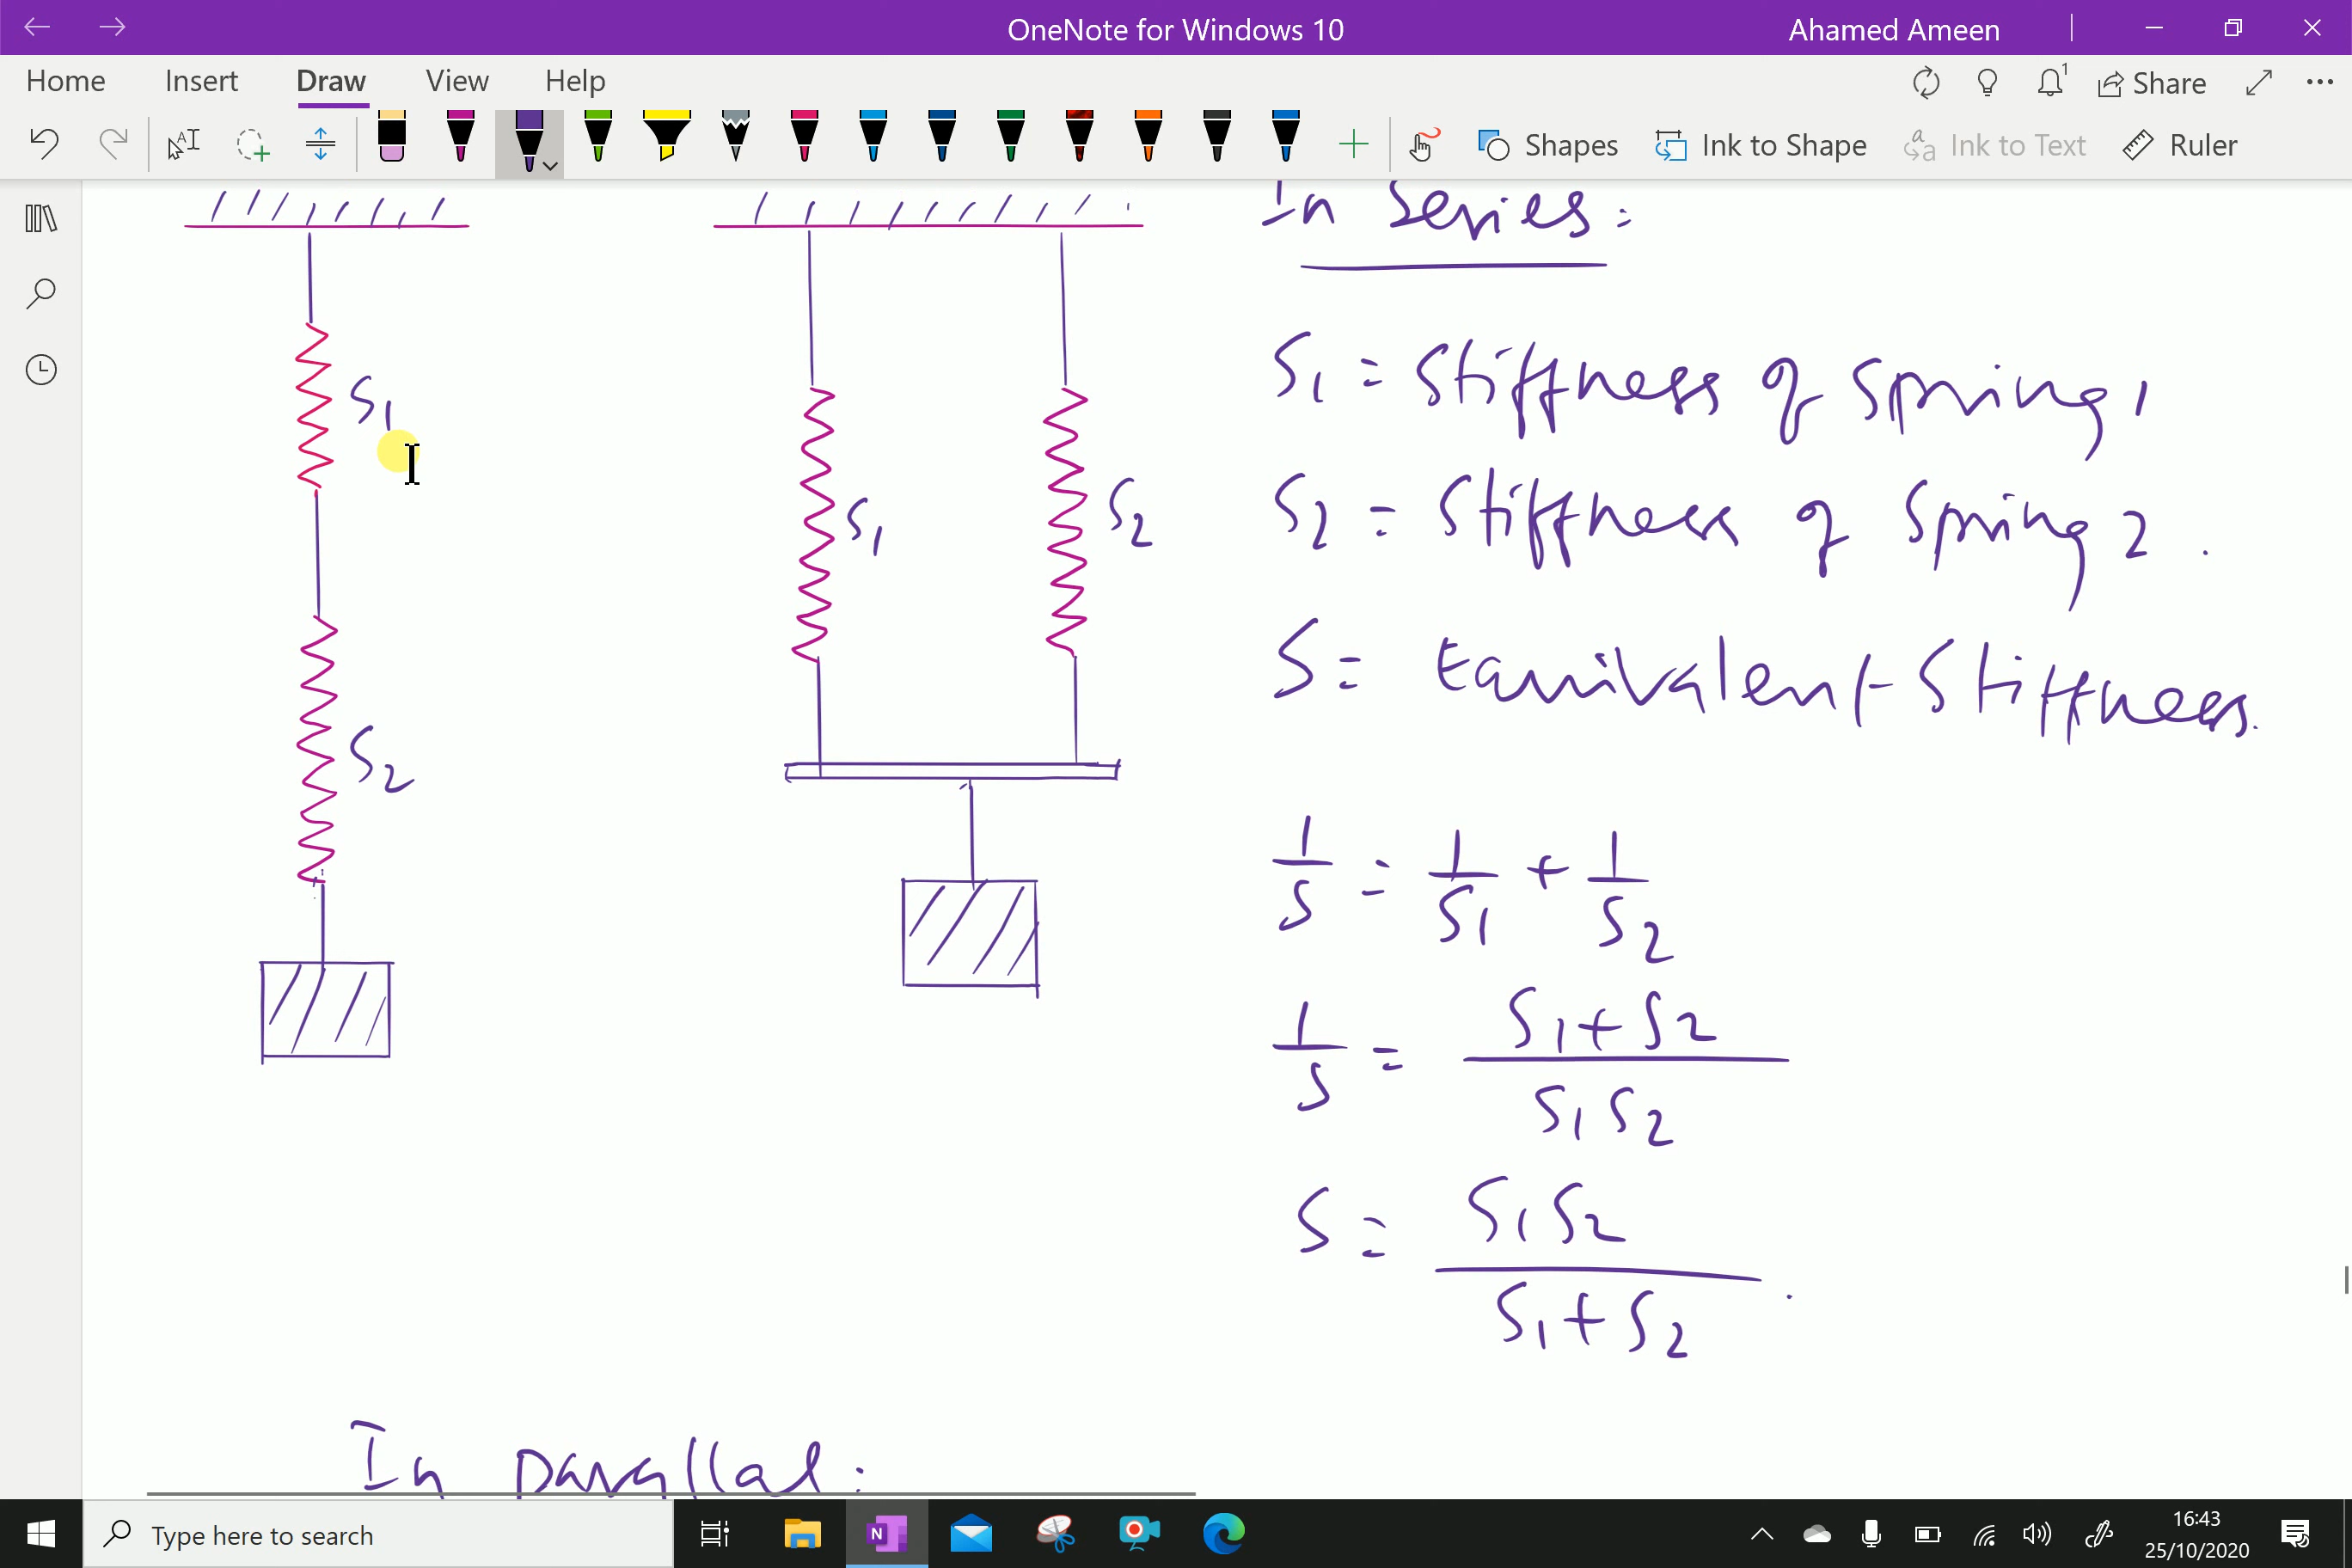 OneNote for Windows 10
Ahamed Ameen
Home Insert Draw View Help
1
Share
Shapes Ink to Shape Ink to Text Ruler
In Series:
S1 = Stiffness of Spring 1
S2 = Stiffness of Spring 2.
S = Equivalent Stiffness.
S1
S2
S1
S2
1/S = 1/S1 + 1/S2
1/S = S1+S2 / S1S2
S = S1S2 / S1+S2.
In parallal:
Type here to search
N
16:43
25/10/2020